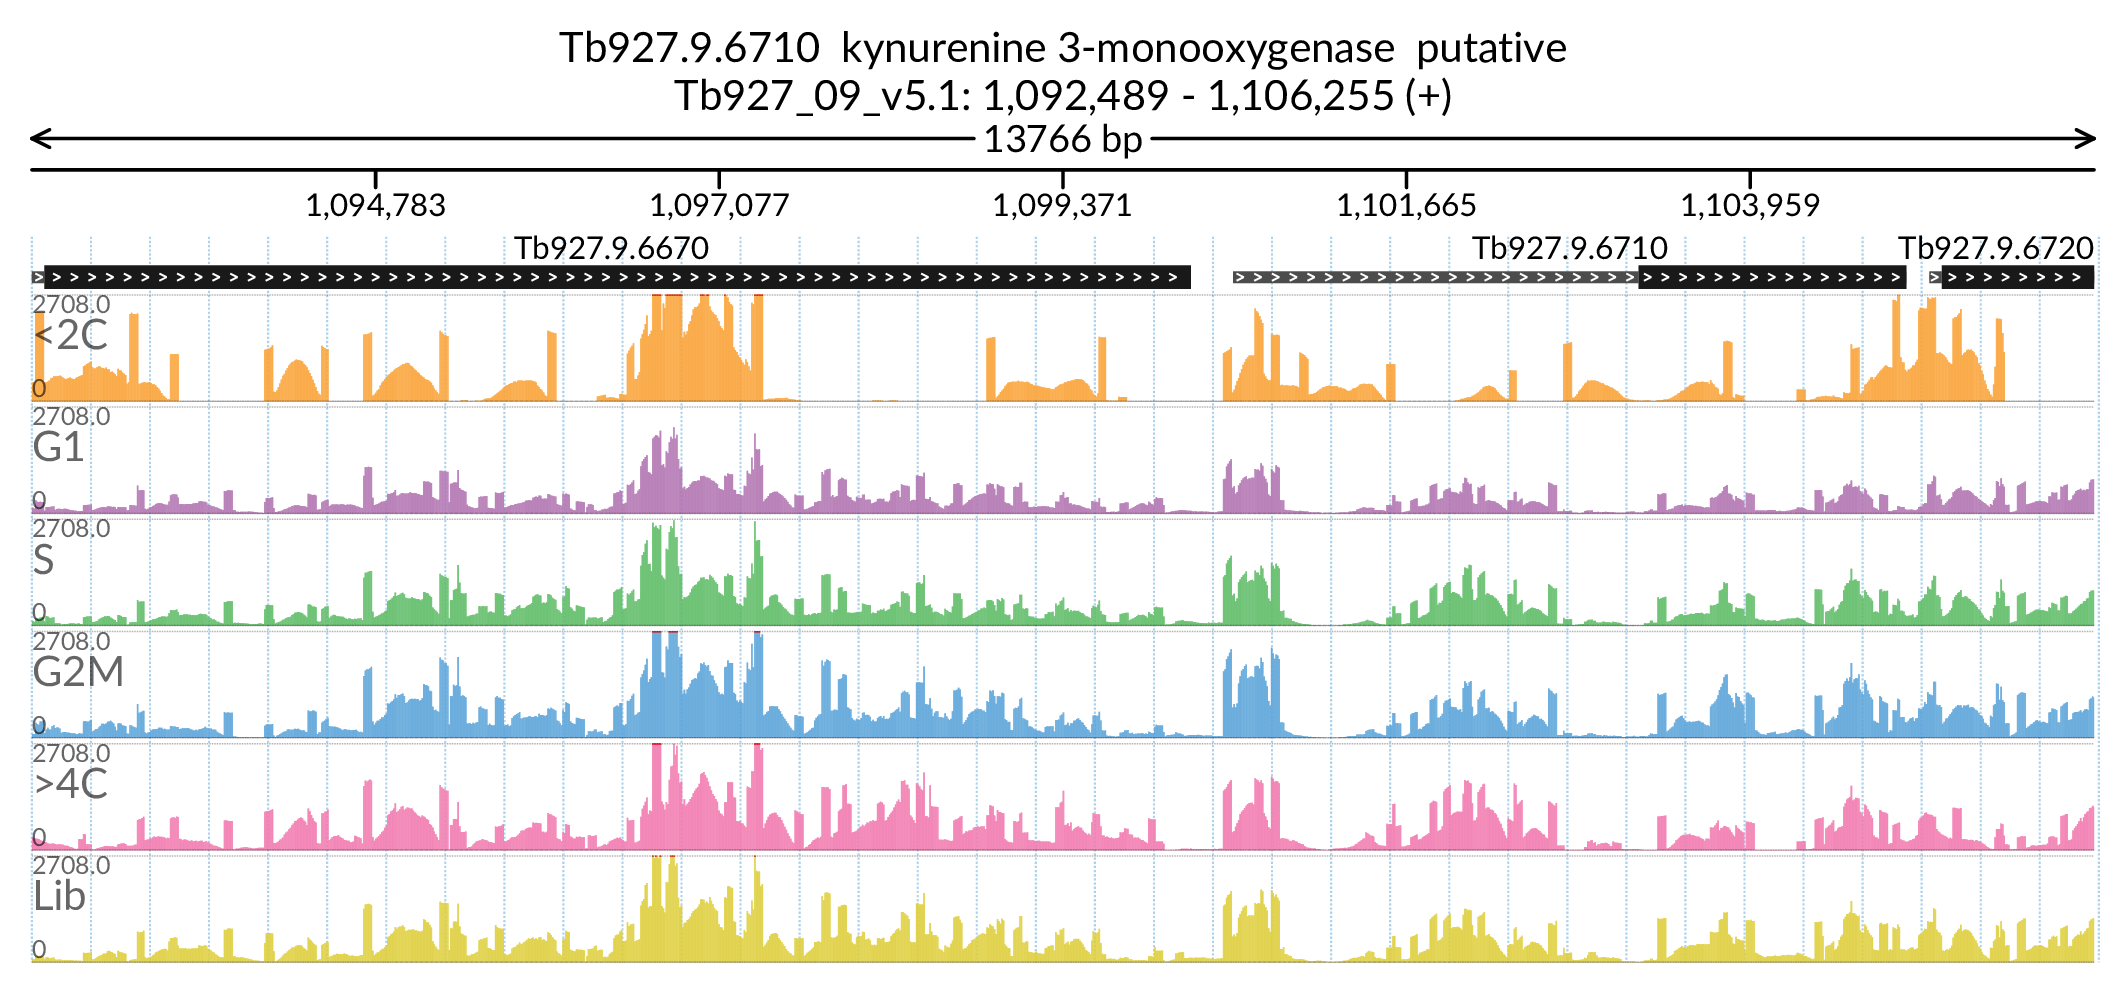 Tb927.9.6710 kynurenine 3-monooxygenase putative
Tb927_09_v5.1: 1,092,489 - 1,106,255 (+)
13766 bp
1,094,783 1,097,077 1,099,371 1,101,665 1,103,959
Tb927.9.6670 Tb927.9.6710 Tb927.9.6720
2708.0
<2C
0
2708.0
G1
0
2708.0
S
0
2708.0
G2M
0
2708.0
>4C
0
2708.0
Lib
0